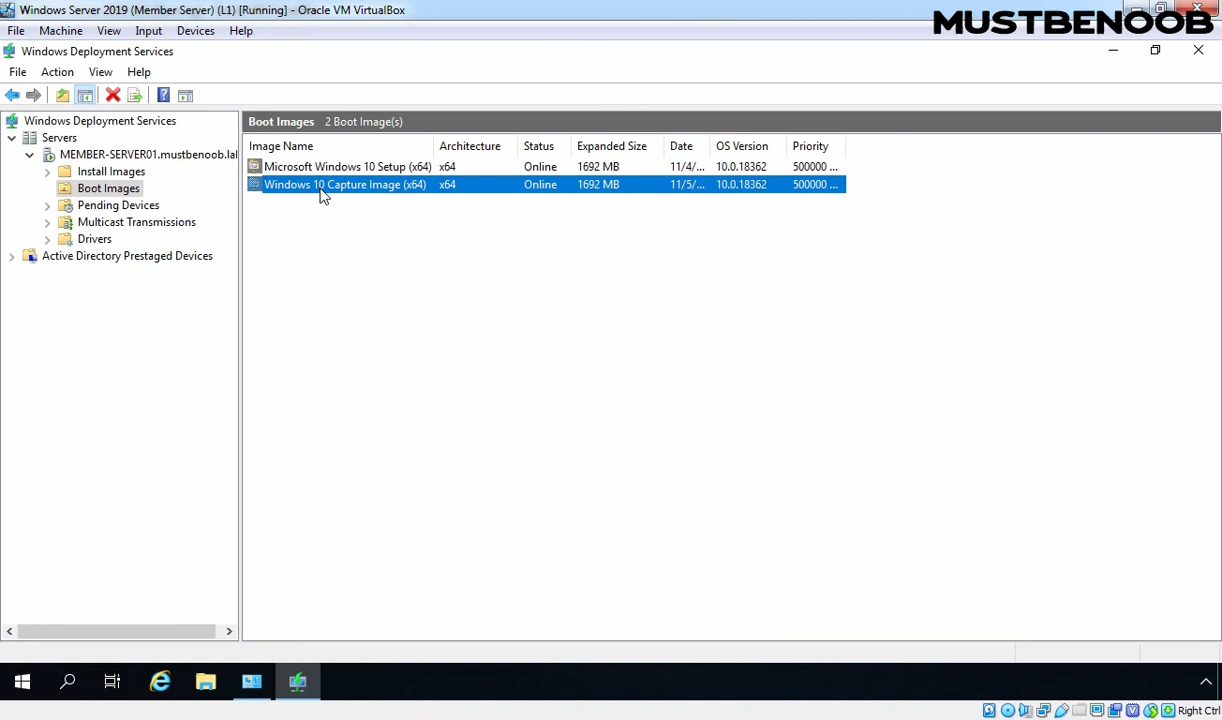 Windows Server 2019 (Member Server) (L1) [Running] - Oracle VM VirtualBox
MUSTBENOOB
File Machine View Input Devices Help
Windows Deployment Services
File Action View Help
Windows Deployment Services
Servers
MEMBER-SERVER01.mustbenoob.lal
Install Images
Boot Images
Pending Devices
Multicast Transmissions
Drivers
Active Directory Prestaged Devices
Boot Images 2 Boot Image(s)
Image Name Architecture Status Expanded Size Date OS Version Priority
Microsoft Windows 10 Setup (x64) x64 Online 1692 MB 11/4/... 10.0.18362 500000 ...
Windows 10 Capture Image (x64) x64 Online 1692 MB 11/5/... 10.0.18362 500000 ...
Right Ctrl